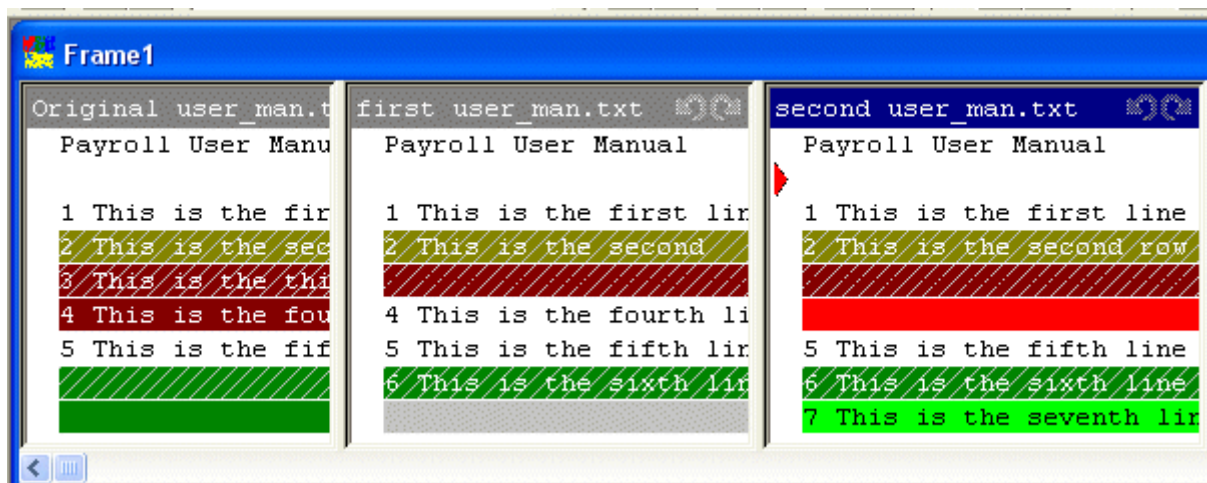 Frame1
Original user_man.t
Payroll User Manu
1 This is the fir
2 This is the sec
3 This is the thi
4 This is the fou
5 This is the fif
first user_man.txt
Payroll User Manual
1 This is the first lin
2 This is the second
4 This is the fourth li
5 This is the fifth lin
6 This is the sixth lin
second user_man.txt
Payroll User Manual
1 This is the first line
2 This is the second row
5 This is the fifth line
6 This is the sixth line
7 This is the seventh lin